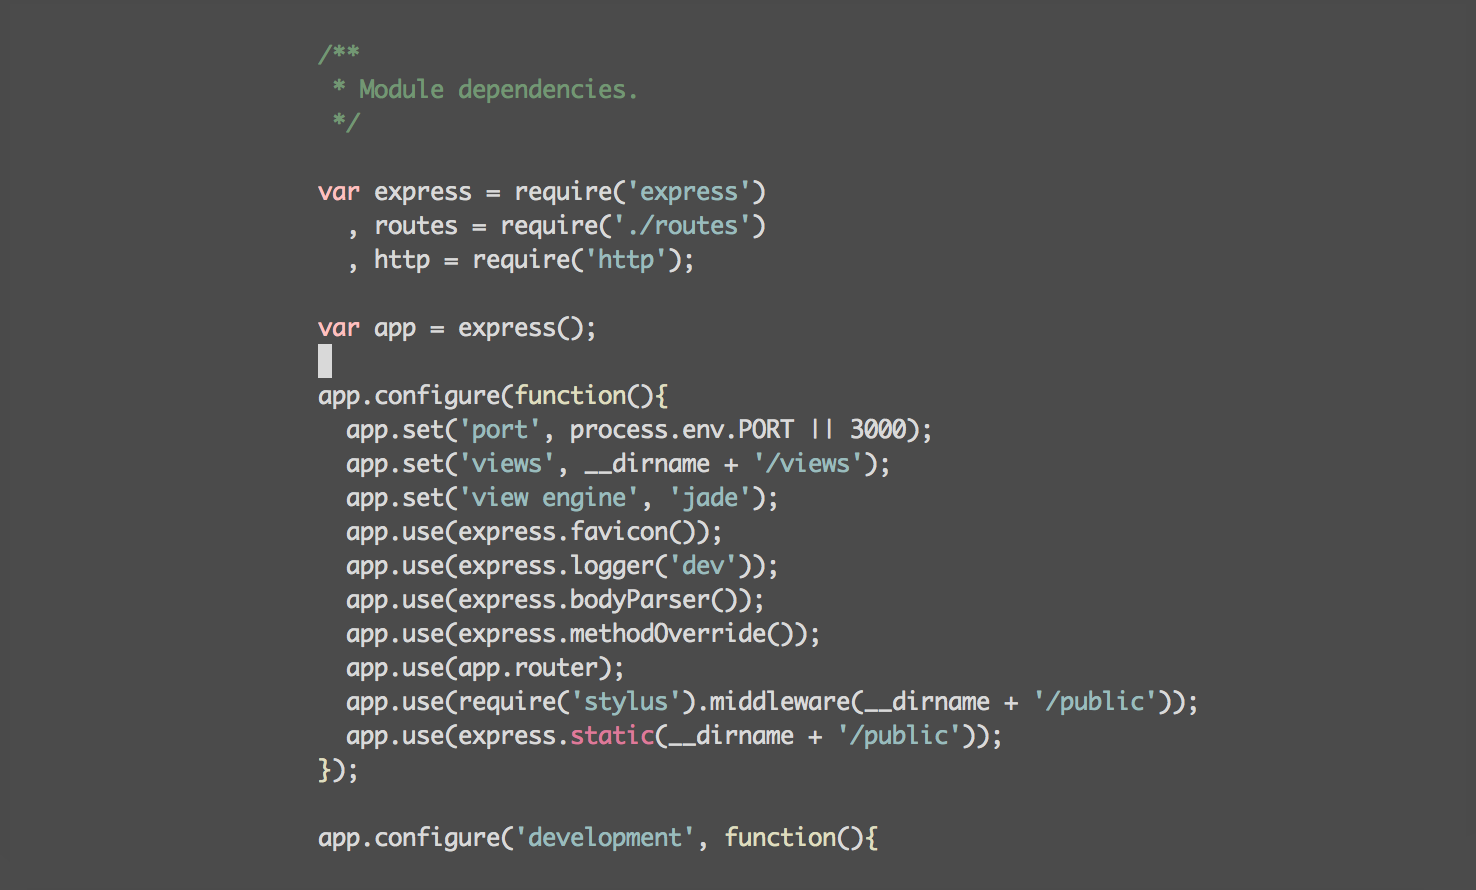 /**
 * Module dependencies.
 */

var express = require('express')
  , routes = require('./routes')
  , http = require('http');

var app = express();

app.configure(function(){
  app.set('port', process.env.PORT || 3000);
  app.set('views', __dirname + '/views');
  app.set('view engine', 'jade');
  app.use(express.favicon());
  app.use(express.logger('dev'));
  app.use(express.bodyParser());
  app.use(express.methodOverride());
  app.use(app.router);
  app.use(require('stylus').middleware(__dirname + '/public'));
  app.use(express.static(__dirname + '/public'));
});

app.configure('development', function(){